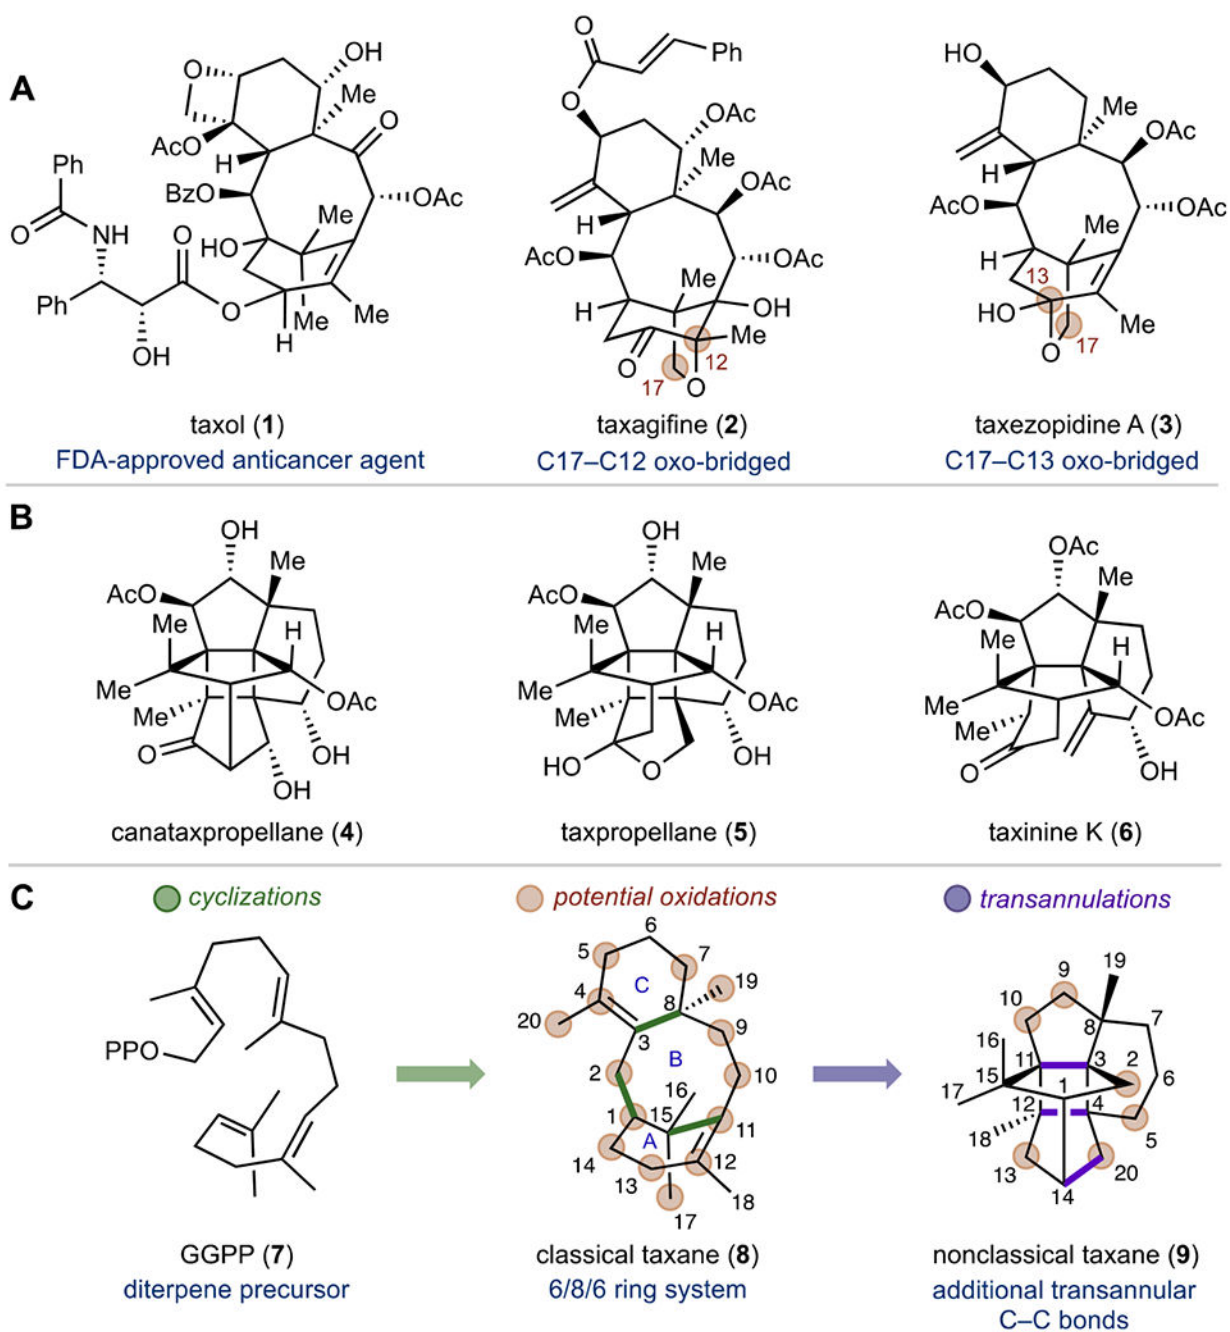 A
O
OH
Me
O
AcO
H
Ph
BzO
OAc
O
NH
O
HO
Me
Ph
O
Me
Me
OH
H
taxol (1)
FDA-approved anticancer agent
O
Ph
O
OAc
Me
OAc
H
AcO
OAc
Me
H
OH
Me
O
12
17
O
taxagifine (2)
C17–C12 oxo-bridged
HO
Me
OAc
H
AcO
OAc
Me
H
13
HO
Me
O
17
taxezopidine A (3)
C17–C13 oxo-bridged
B
OH
Me
AcO
Me
H
Me
OAc
Me
O
OH
OH
canataxpropellane (4)
OH
Me
AcO
Me
H
Me
OAc
Me
OH
HO
O
taxpropellane (5)
OAc
Me
AcO
Me
H
Me
OAc
Me
O
OH
taxinine K (6)
C
cyclizations
PPO
GGPP (7)
diterpene precursor
potential oxidations
6
5
7
C
19
4
8
20
3
9
B
2
10
16
1
15
11
A
14
12
13
18
17
classical taxane (8)
6/8/6 ring system
transannulations
19
9
10
8
7
16
11
3
2
15
1
6
17
12
4
18
5
13
20
14
nonclassical taxane (9)
additional transannular
C–C bonds